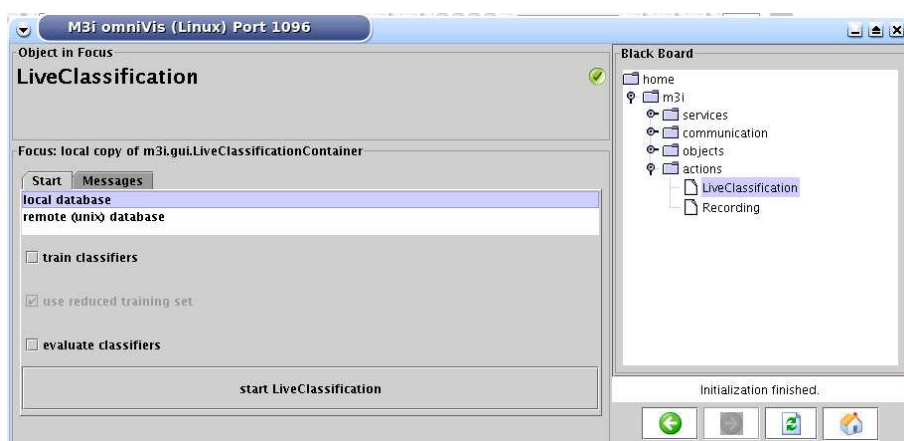 M3i omniVis (Linux) Port 1096
Object in Focus
LiveClassification
Focus: local copy of m3i.gui.LiveClassificationContainer
Start Messages
local database
remote (unix) database
train classifiers
use reduced training set
evaluate classifiers
start LiveClassification
Black Board
home
m3i
services
communication
objects
actions
LiveClassification
Recording
Initialization finished.